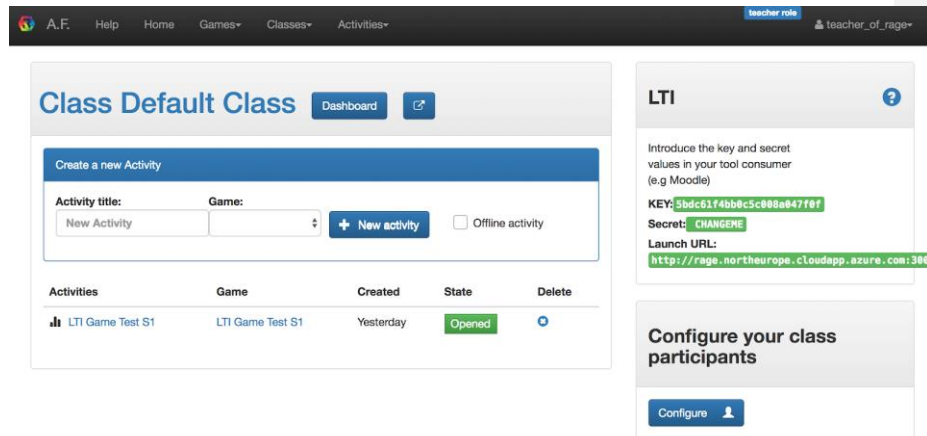 A.F. Help Home Games Classes Activities
teacher role
teacher_of_rage
Class Default Class Dashboard
Create a new Activity
Activity title: Game:
New Activity + New activity Offline activity
Activities Game Created State Delete
LTI Game Test S1 LTI Game Test S1 Yesterday Opened
LTI ?
Introduce the key and secret
values in your tool consumer
(e.g Moodle)
KEY: 5bdc61f4bb0c5c008a047f0f
Secret: CHANGEME
Launch URL:
http://rage.northeurope.cloudapp.azure.com:300
Configure your class
participants
Configure